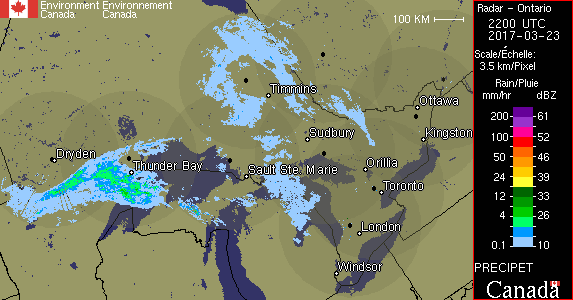 Environment Environnement
Canada Canada
100 KM
Timmins
Ottawa
Sudbury
Kingston
Dryden
Thunder Bay
Sault Ste. Marie
Orillia
Toronto
London
Windsor
Radar - Ontario
2200 UTC
2017-03-23
Scale/Échelle:
3.5 km/Pixel
Rain/Pluie
mm/hr dBZ
200 61
100 52
50 46
24 39
12 33
4 26
0.1 10
PRECIPET
Canada